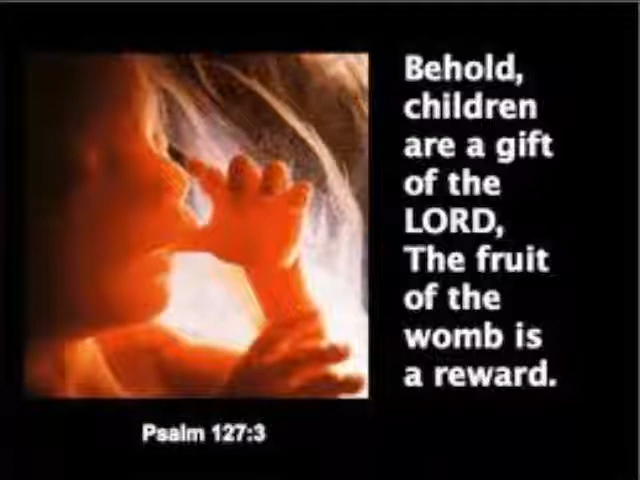 Behold,
children
are a gift
of the
LORD,
The fruit
of the
womb is
a reward.
Psalm 127:3